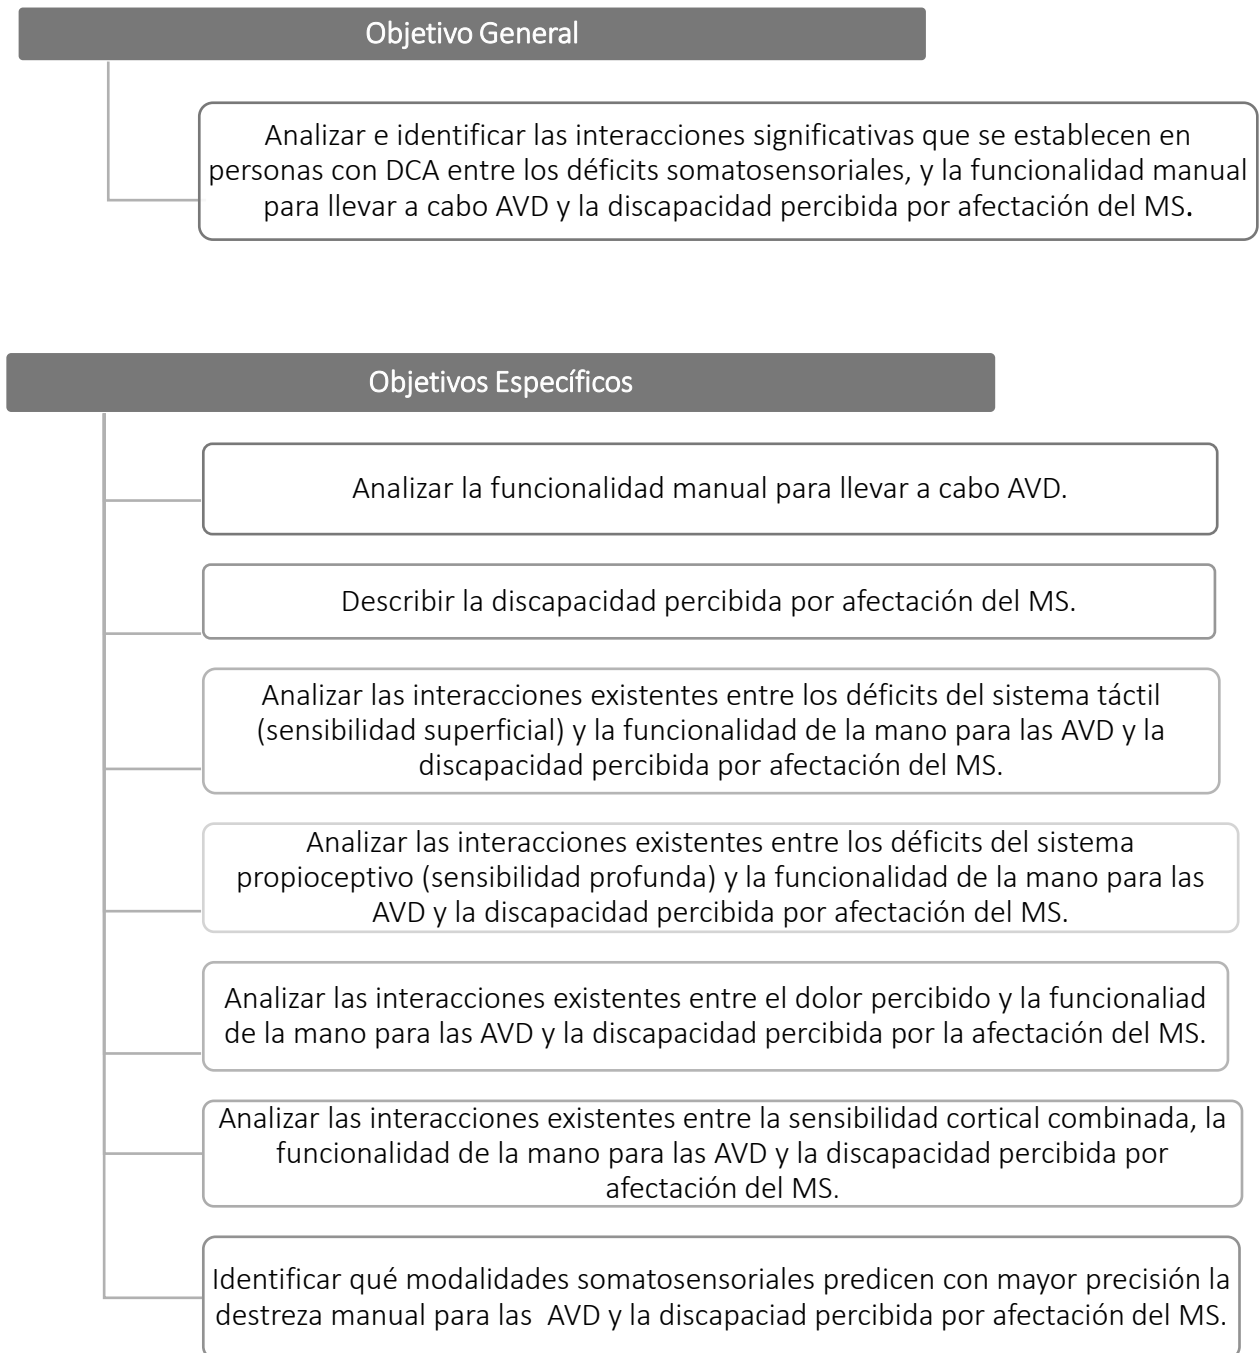 Objetivo General
Analizar e identificar las interacciones significativas que se establecen en
personas con DCA entre los déficits somatosensoriales, y la funcionalidad manual
para llevar a cabo AVD y la discapacidad percibida por afectación del MS.
Objetivos Específicos
Analizar la funcionalidad manual para llevar a cabo AVD.
Describir la discapacidad percibida por afectación del MS.
Analizar las interacciones existentes entre los déficits del sistema táctil
(sensibilidad superficial) y la funcionalidad de la mano para las AVD y la
discapacidad percibida por afectación del MS.
Analizar las interacciones existentes entre los déficits del sistema
propioceptivo (sensibilidad profunda) y la funcionalidad de la mano para las
AVD y la discapacidad percibida por afectación del MS.
Analizar las interacciones existentes entre el dolor percibido y la funcionaliad
de la mano para las AVD y la discapacidad percibida por la afectación del MS.
Analizar las interacciones existentes entre la sensibilidad cortical combinada, la
funcionalidad de la mano para las AVD y la discapacidad percibida por
afectación del MS.
Identificar qué modalidades somatosensoriales predicen con mayor precisión la
destreza manual para las  AVD y la discapaciad percibida por afectación del MS.